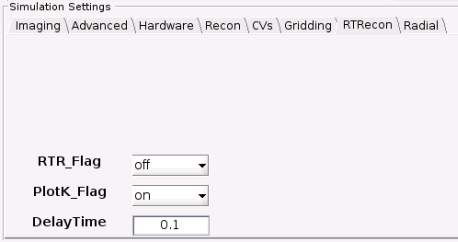 Simulation Settings
Imaging \ Advanced \ Hardware \ Recon \ CVs \ Gridding \ RTRecon \ Radial \
RTR_Flag off
PlotK_Flag on
DelayTime 0.1